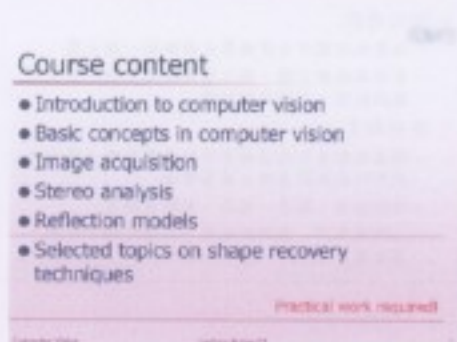 Course content
● Introduction to computer vision
● Basic concepts in computer vision
● Image acquisition
● Stereo analysis
● Reflection models
● Selected topics on shape recovery
techniques
Practical work required!